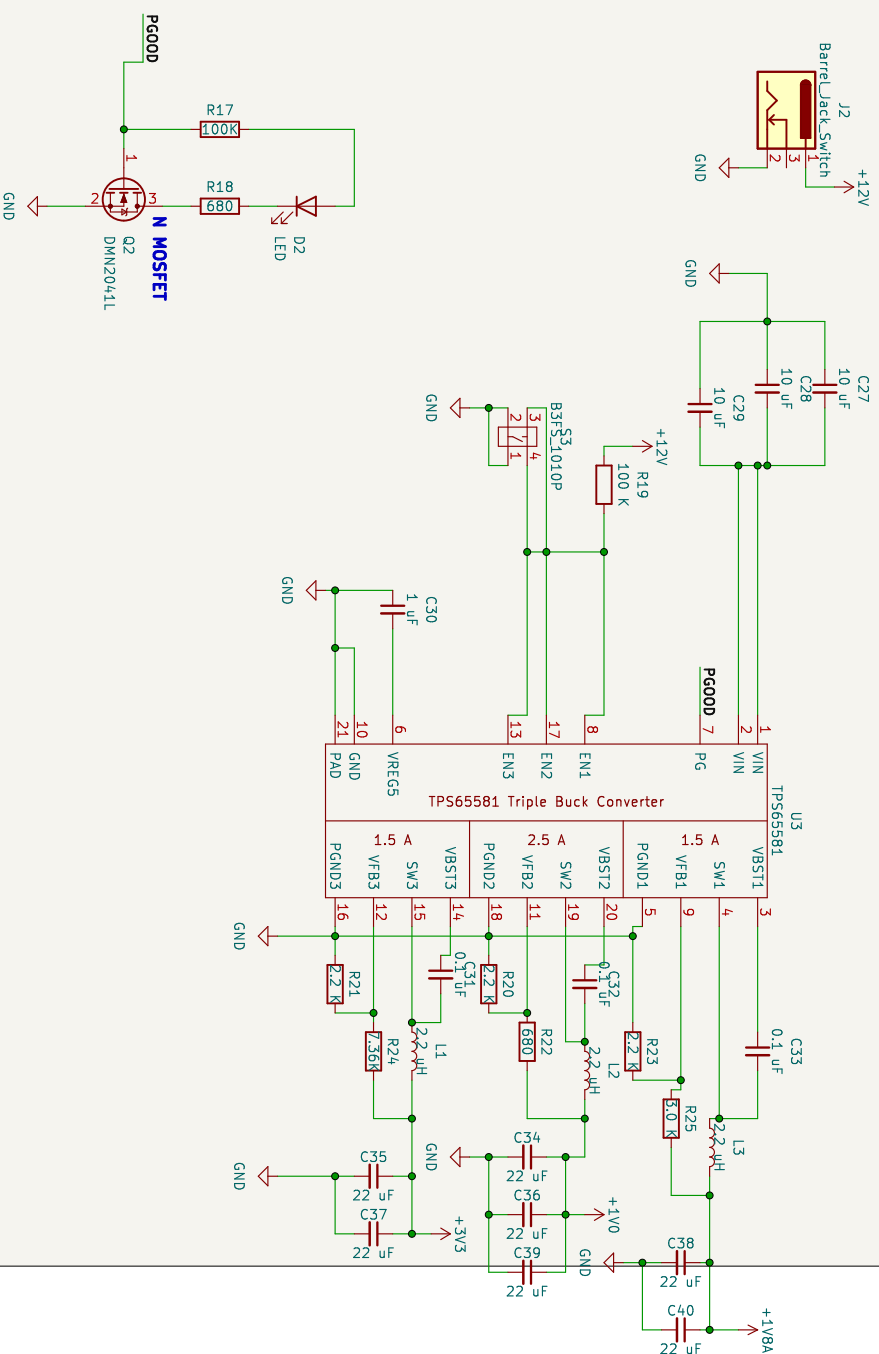 PGOOD
R17
100K
1
R18
680
2
3
GND
N MOSFET
Q2
DMN2041L
D2
LED
J2
Barrel_Jack_Switch
1
3
2
+12V
GND
GND
C27
10 uF
C28
10 uF
C29
10 uF
+12V
R19
100 K
S3
B3FS_1010P
3
2
4
1
GND
C30
1 uF
GND
PGOOD
1
2
7
8
17
13
6
10
21
VIN
VIN
PG
EN1
EN2
EN3
VREG5
GND
PAD
U3
TPS65581
TPS65581 Triple Buck Converter
1.5 A
2.5 A
1.5 A
VBST1
SW1
VFB1
PGND1
VBST2
SW2
VFB2
PGND2
VBST3
SW3
VFB3
PGND3
3
4
9
5
20
19
11
18
14
15
12
16
GND
R21
2.2 K
R24
7.36K
C31
0.1 uF
L1
2.2 uH
R20
2.2 K
R22
680
C32
0.1 uF
L2
2.2 uH
R23
2.2 K
R25
3.0 K
C33
0.1 uF
L3
2.2 uH
GND
C35
22 uF
C37
22 uF
+3V3
GND
C34
22 uF
C36
22 uF
C39
22 uF
+1V0
GND
C38
22 uF
C40
22 uF
+1V8A